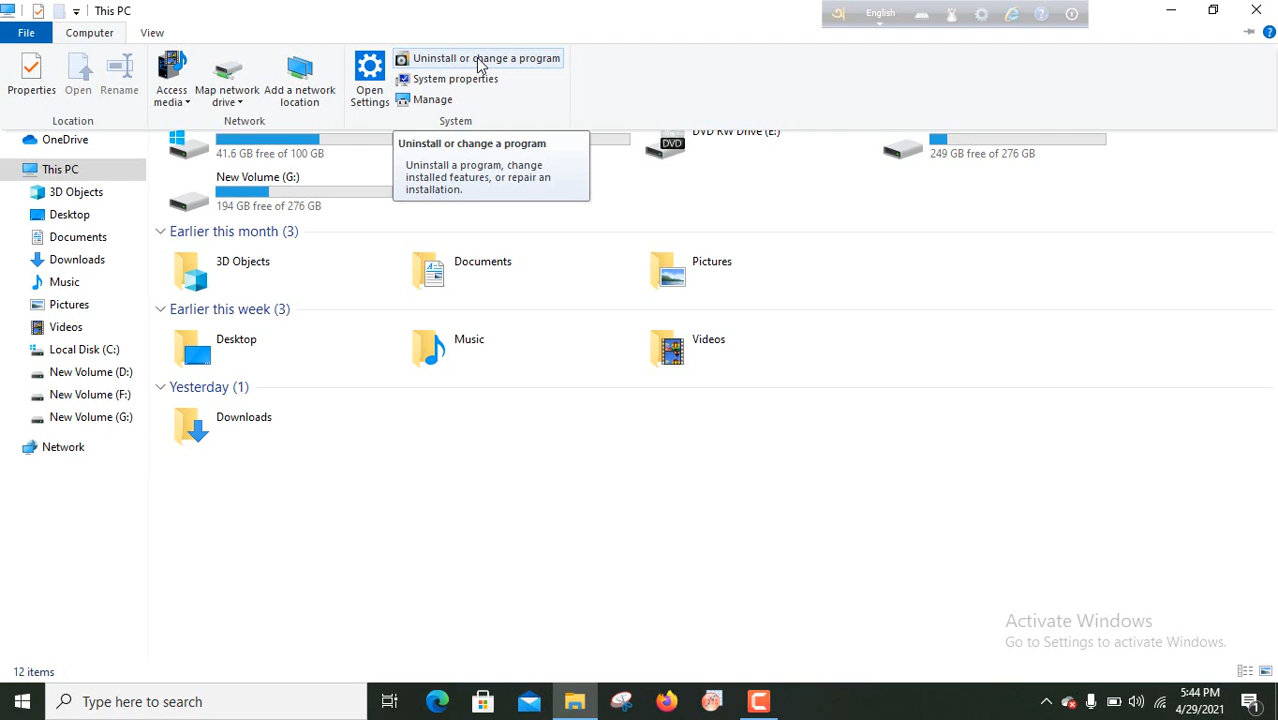 This PC
English
File
Computer
View
Properties
Open
Rename
Access media
Map network drive
Add a network location
Open Settings
Uninstall or change a program
System properties
Manage
Location
Network
System
Uninstall or change a program
Uninstall a program, change
installed features, or repair an
installation.
41.6 GB free of 100 GB
DVD RW Drive (E:)
DVD
249 GB free of 276 GB
New Volume (G:)
194 GB free of 276 GB
OneDrive
This PC
3D Objects
Desktop
Documents
Downloads
Music
Pictures
Videos
Local Disk (C:)
New Volume (D:)
New Volume (F:)
New Volume (G:)
Network
Earlier this month (3)
3D Objects
Documents
Pictures
Earlier this week (3)
Desktop
Music
Videos
Yesterday (1)
Downloads
Activate Windows
Go to Settings to activate Windows.
12 items
Type here to search
5:44 PM
4/29/2021
1